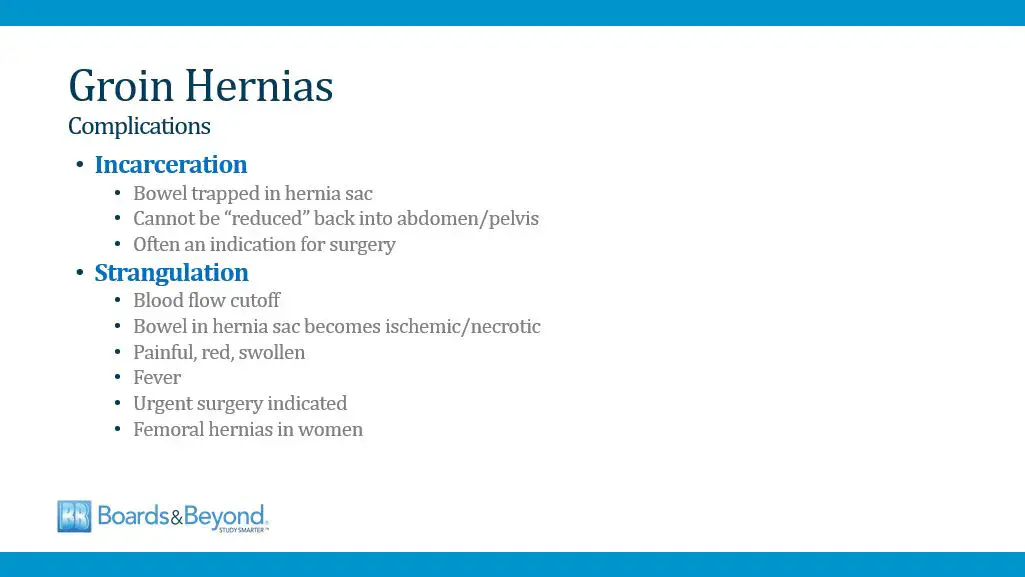 Groin Hernias
Complications
• Incarceration
• Bowel trapped in hernia sac
• Cannot be “reduced” back into abdomen/pelvis
• Often an indication for surgery
• Strangulation
• Blood flow cutoff
• Bowel in hernia sac becomes ischemic/necrotic
• Painful, red, swollen
• Fever
• Urgent surgery indicated
• Femoral hernias in women
BB Boards&Beyond.
STUDY SMARTER™